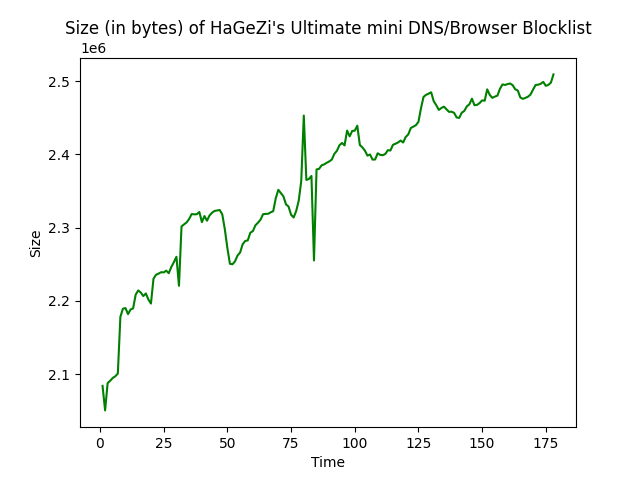 Size (in bytes) of HaGeZi's Ultimate mini DNS/Browser Blocklist
1e6
2.5
2.4
2.3
2.2
2.1
Size
0 25 50 75 100 125 150 175
Time